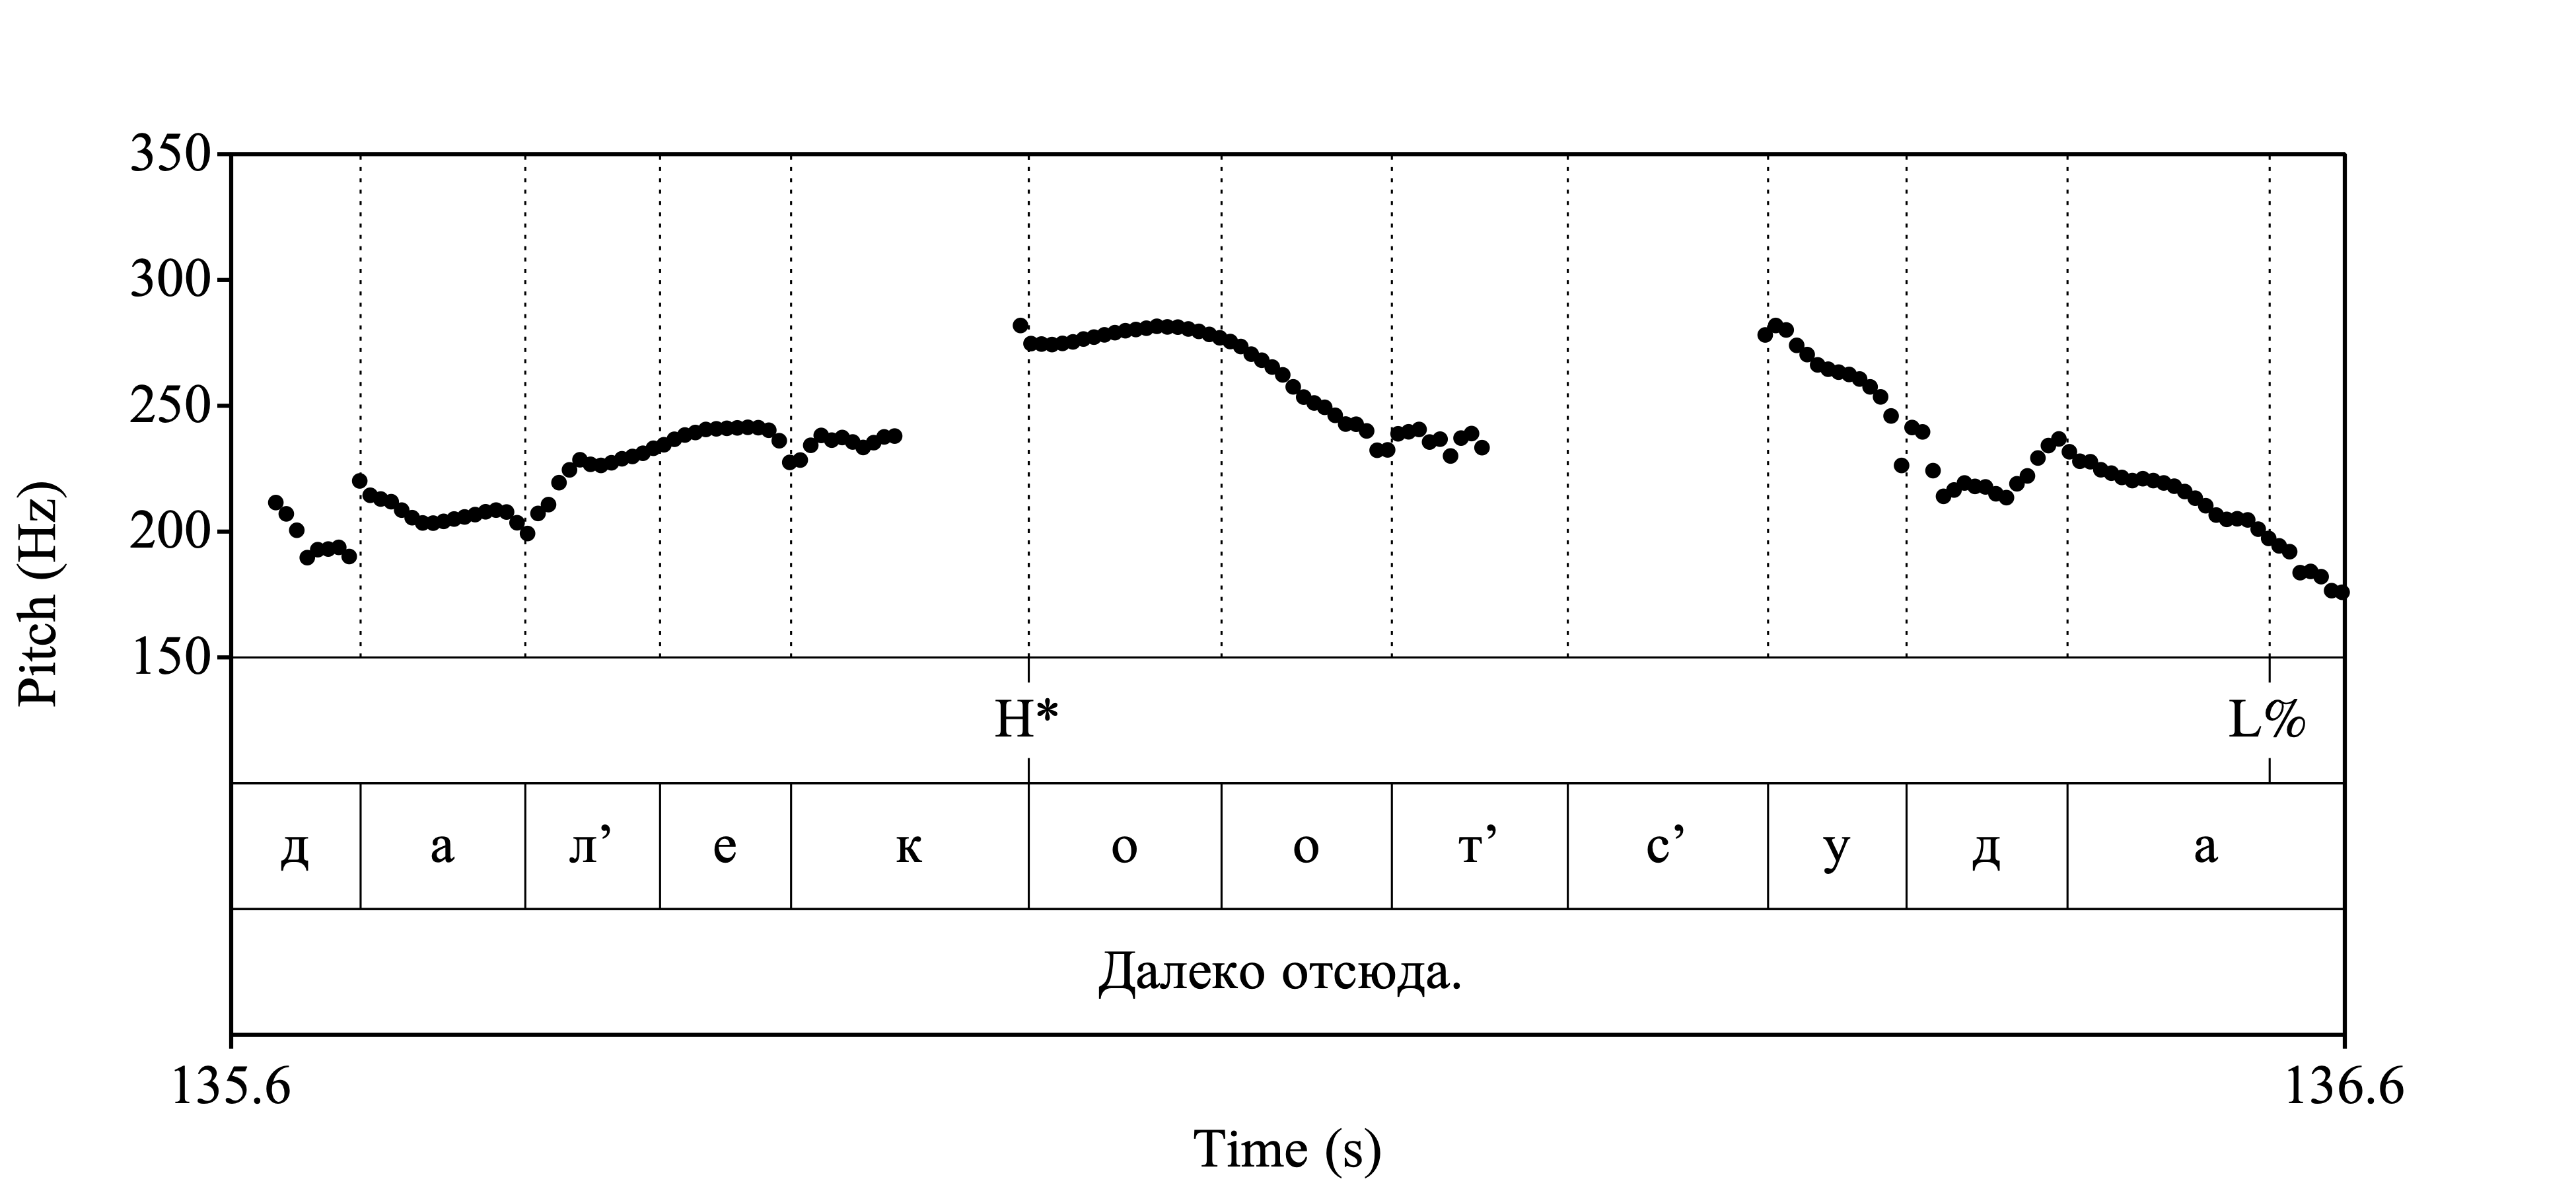 Pitch (Hz)
350
300
250
200
150
H* L%
д а л’ е к о о т’ с’ у д а
Далеко отсюда.
135.6 136.6
Time (s)